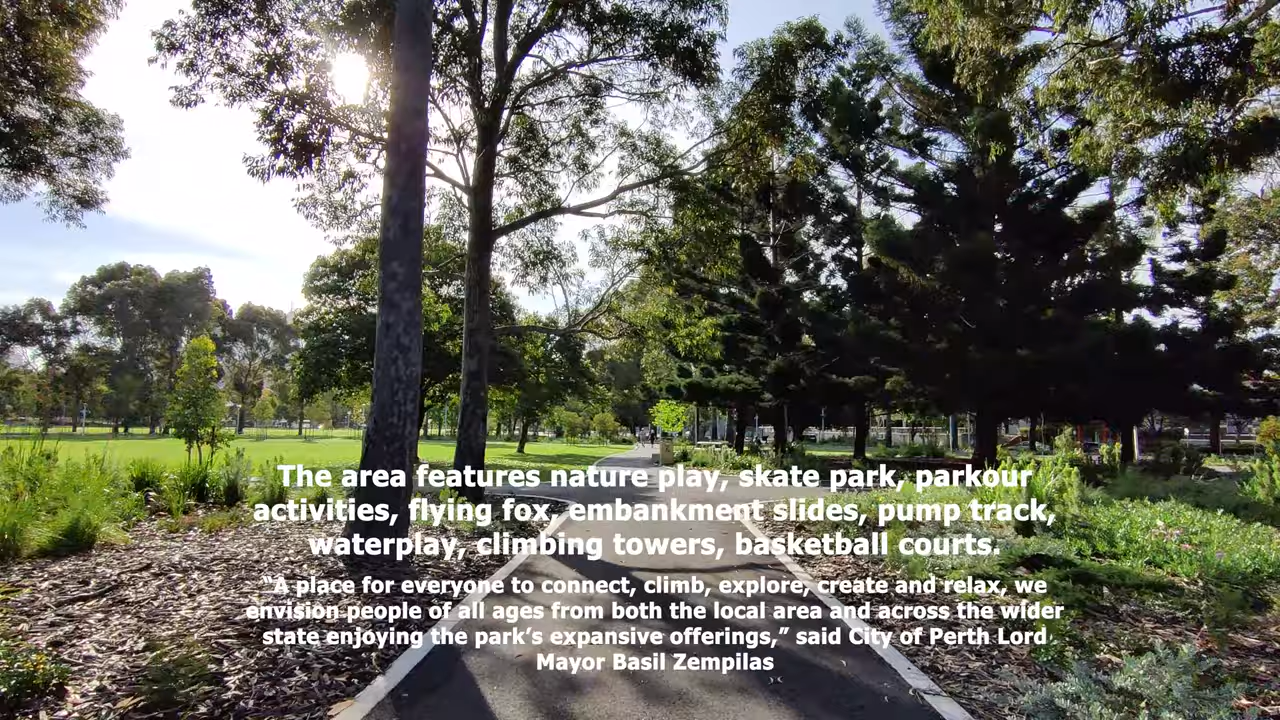 The area features nature play, skate park, parkour
activities, flying fox, embankment slides, pump track,
waterplay, climbing towers, basketball courts.
“A place for everyone to connect, climb, explore, create and relax, we
envision people of all ages from both the local area and across the wider
state enjoying the park’s expansive offerings,” said City of Perth Lord
Mayor Basil Zempilas